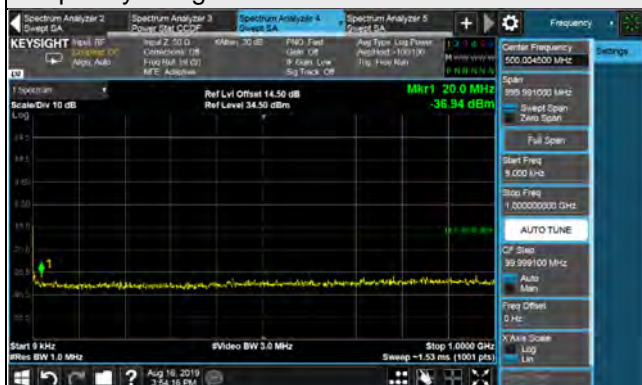 Spectrum Analyzer 2
Swept SA
Spectrum Analyzer 3
Power Stat CCDF
Spectrum Analyzer 4
Swept SA
Spectrum Analyzer 5
Swept SA
+
Frequency
KEYSIGHT Input: RF
Align: Auto
Input Z: 50 Ω
Corrections: Off
Freq Ref: Int (S)
NFE: Adaptive
#Atten: 30 dB
PNO: Fast
Gate: Off
IF Gain: Low
Sig Track: Off
Avg Type: Log-Power
Avg|Hold: >100/100
Trig: Free Run
1 Spectrum
Scale/Div 10 dB
Log
Ref Lvl Offset 14.50 dB
Ref Level 34.50 dBm
Mkr1 20.0 MHz
-36.94 dBm
1
Start 9 kHz
#Res BW 1.0 MHz
#Video BW 3.0 MHz
Stop 1.0000 GHz
Sweep ~1.53 ms (1001 pts)
Center Frequency
500.004500 MHz
Settings
Span
999.991000 MHz
Swept Span
Zero Span
Full Span
Start Freq
9.000 kHz
Stop Freq
1.000000000 GHz
AUTO TUNE
CF Step
99.999100 MHz
Auto
Man
Freq Offset
0 Hz
X Axis Scale
Log
Lin
?
Aug 16, 2019
3:54:16 PM